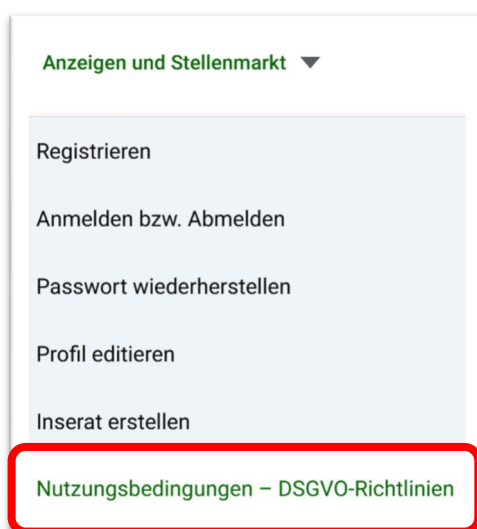 Anzeigen und Stellenmarkt
Registrieren
Anmelden bzw. Abmelden
Passwort wiederherstellen
Profil editieren
Inserat erstellen
Nutzungsbedingungen – DSGVO-Richtlinien